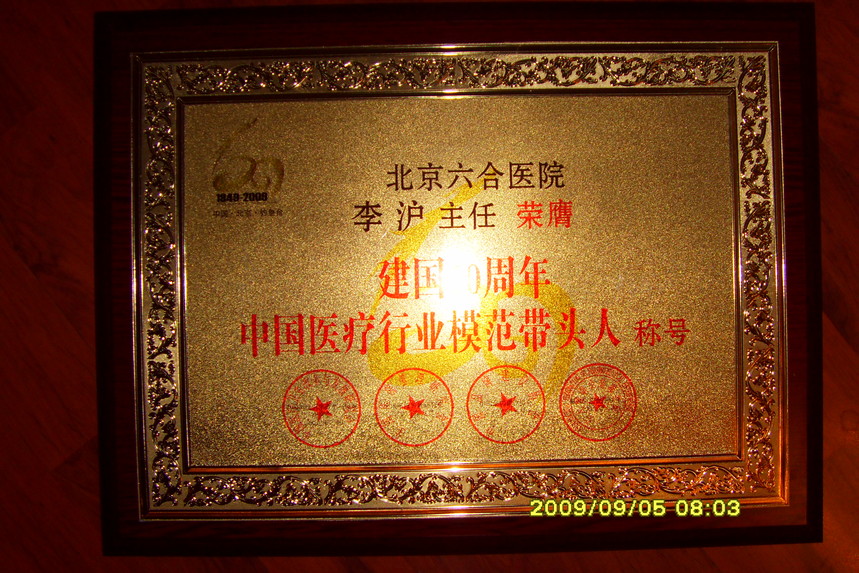 1949-2009
北京六合医院
李沪 主任 荣膺
建国 0周年
中国医疗行业模范带头人 称号
2009/09/05 08:03